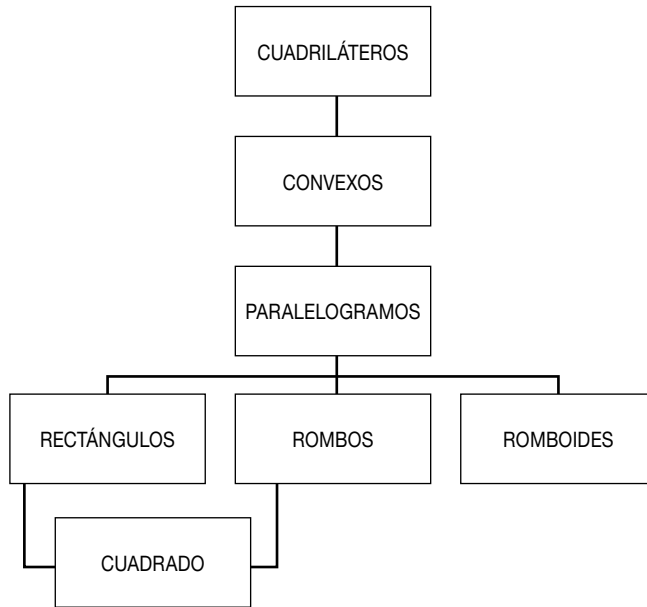 CUADRILÁTEROS
CONVEXOS
PARALELOGRAMOS
RECTÁNGULOS
ROMBOS
ROMBOIDES
CUADRADO